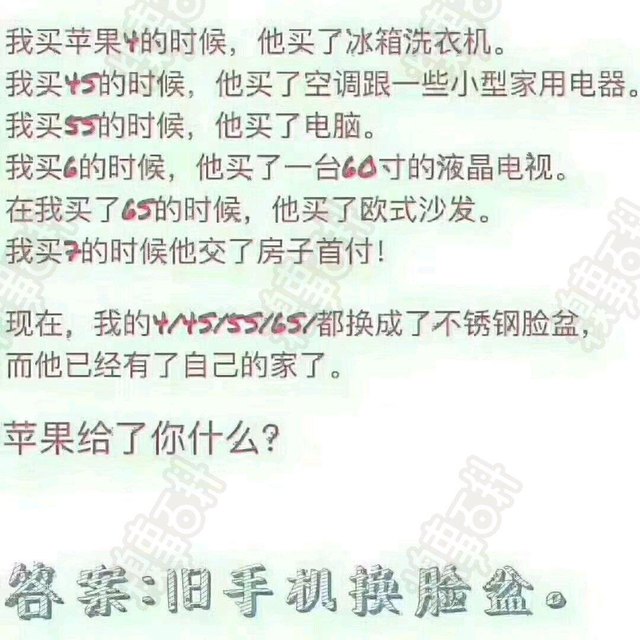 我买苹果4的时候，他买了冰箱洗衣机。
我买4S的时候，他买了空调跟一些小型家用电器。
我买5S的时候，他买了电脑。
我买6的时候，他买了一台60寸的液晶电视。
在我买了6S的时候，他买了欧式沙发。
我买7的时候他交了房子首付！
现在，我的4/4S/5S/6S/都换成了不锈钢脸盆，
而他已经有了自己的家了。
苹果给了你什么？
答案:旧手机换脸盆。